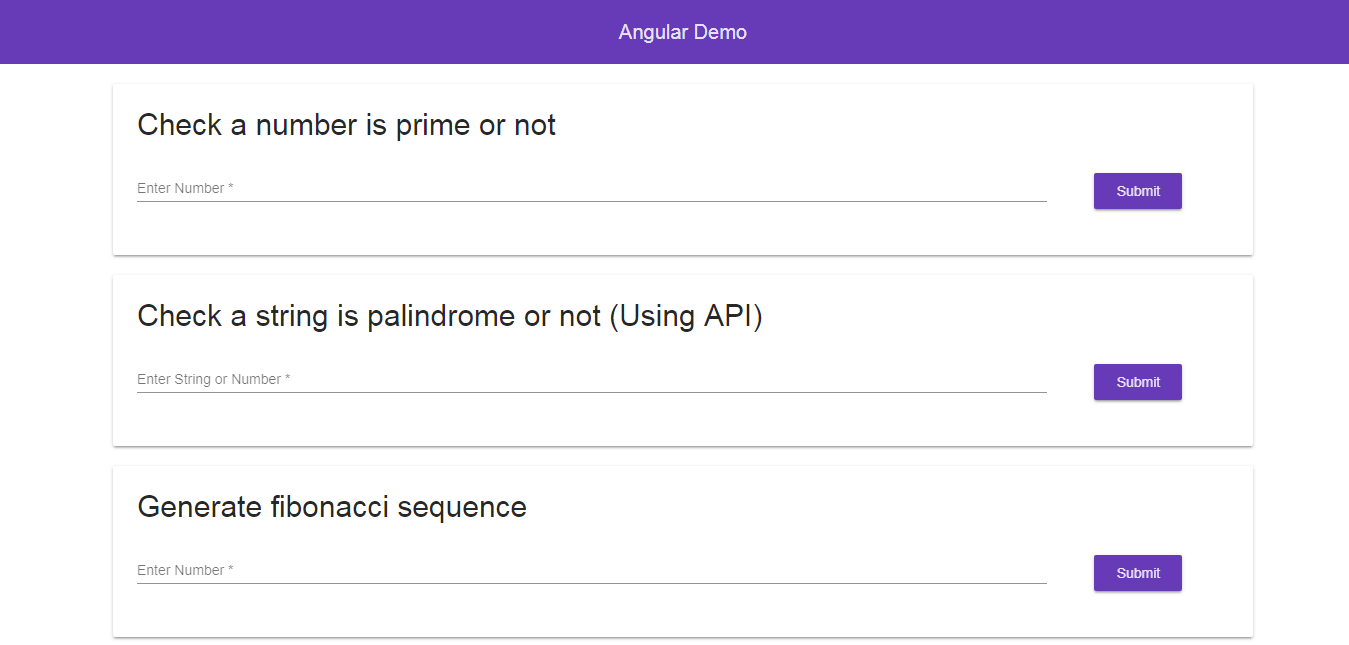 Angular Demo
Check a number is prime or not
Enter Number *
Submit
Check a string is palindrome or not (Using API)
Enter String or Number *
Submit
Generate fibonacci sequence
Enter Number *
Submit